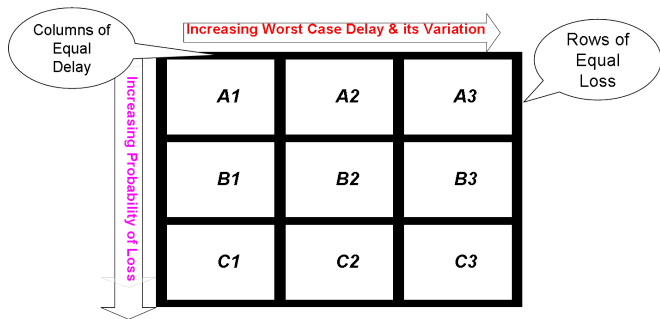 Columns of
Equal
Delay
Increasing Worst Case Delay & its Variation
Rows of
Equal
Loss
Increasing Probability of Loss
A1 A2 A3
B1 B2 B3
C1 C2 C3